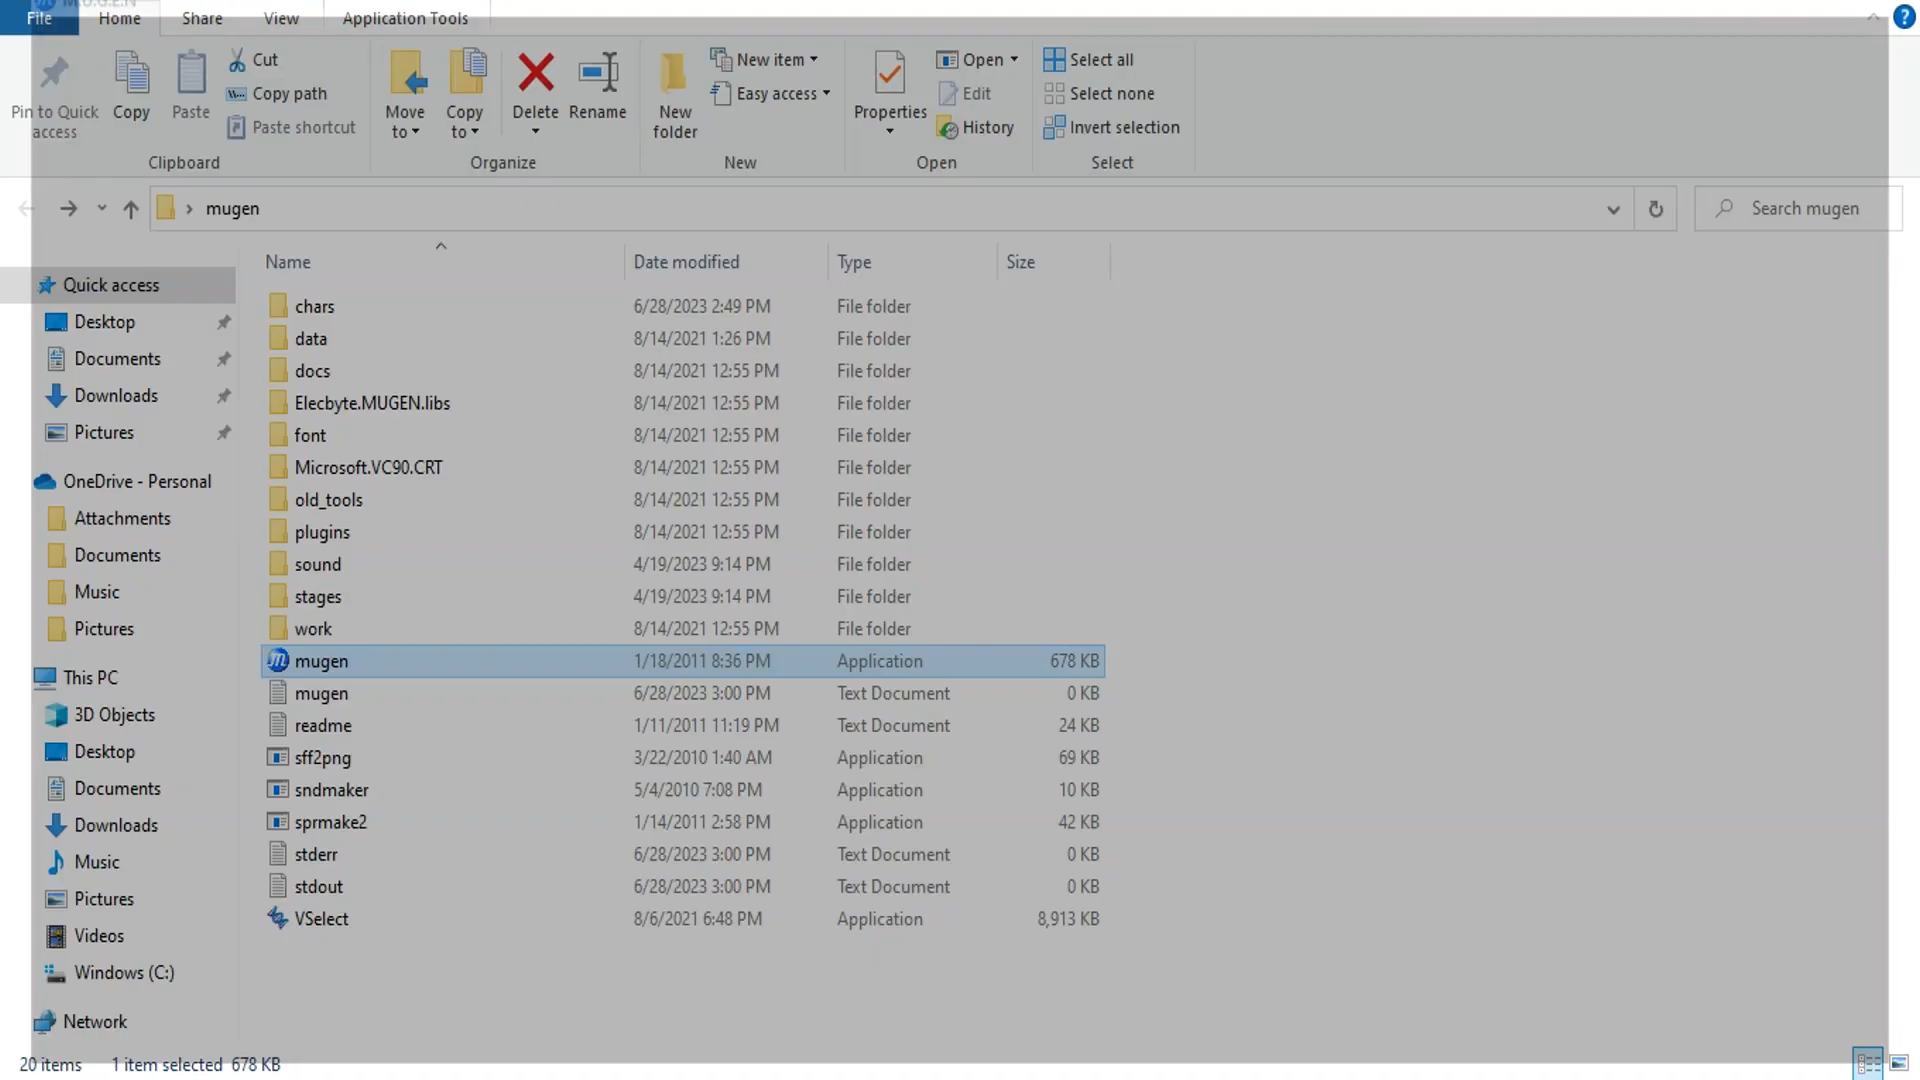 M.U.G.E.N
File Home Share View Application Tools
Pin to Quick access
Copy
Paste
Cut
Copy path
Paste shortcut
Clipboard
Move to
Copy to
Delete
Rename
Organize
New folder
New item
Easy access
New
Properties
Open
Edit
History
Open
Select all
Select none
Invert selection
Select
mugen
Search mugen
Name Date modified Type Size
Quick access
Desktop
Documents
Downloads
Pictures
OneDrive - Personal
Attachments
Documents
Music
Pictures
This PC
3D Objects
Desktop
Documents
Downloads
Music
Pictures
Videos
Windows (C:)
Network
chars 6/28/2023 2:49 PM File folder
data 8/14/2021 1:26 PM File folder
docs 8/14/2021 12:55 PM File folder
Elecbyte.MUGEN.libs 8/14/2021 12:55 PM File folder
font 8/14/2021 12:55 PM File folder
Microsoft.VC90.CRT 8/14/2021 12:55 PM File folder
old_tools 8/14/2021 12:55 PM File folder
plugins 8/14/2021 12:55 PM File folder
sound 4/19/2023 9:14 PM File folder
stages 4/19/2023 9:14 PM File folder
work 8/14/2021 12:55 PM File folder
mugen 1/18/2011 8:36 PM Application 678 KB
mugen 6/28/2023 3:00 PM Text Document 0 KB
readme 1/11/2011 11:19 PM Text Document 24 KB
sff2png 3/22/2010 1:40 AM Application 69 KB
sndmaker 5/4/2010 7:08 PM Application 10 KB
sprmake2 1/14/2011 2:58 PM Application 42 KB
stderr 6/28/2023 3:00 PM Text Document 0 KB
stdout 6/28/2023 3:00 PM Text Document 0 KB
VSelect 8/6/2021 6:48 PM Application 8,913 KB
20 items 1 item selected 678 KB